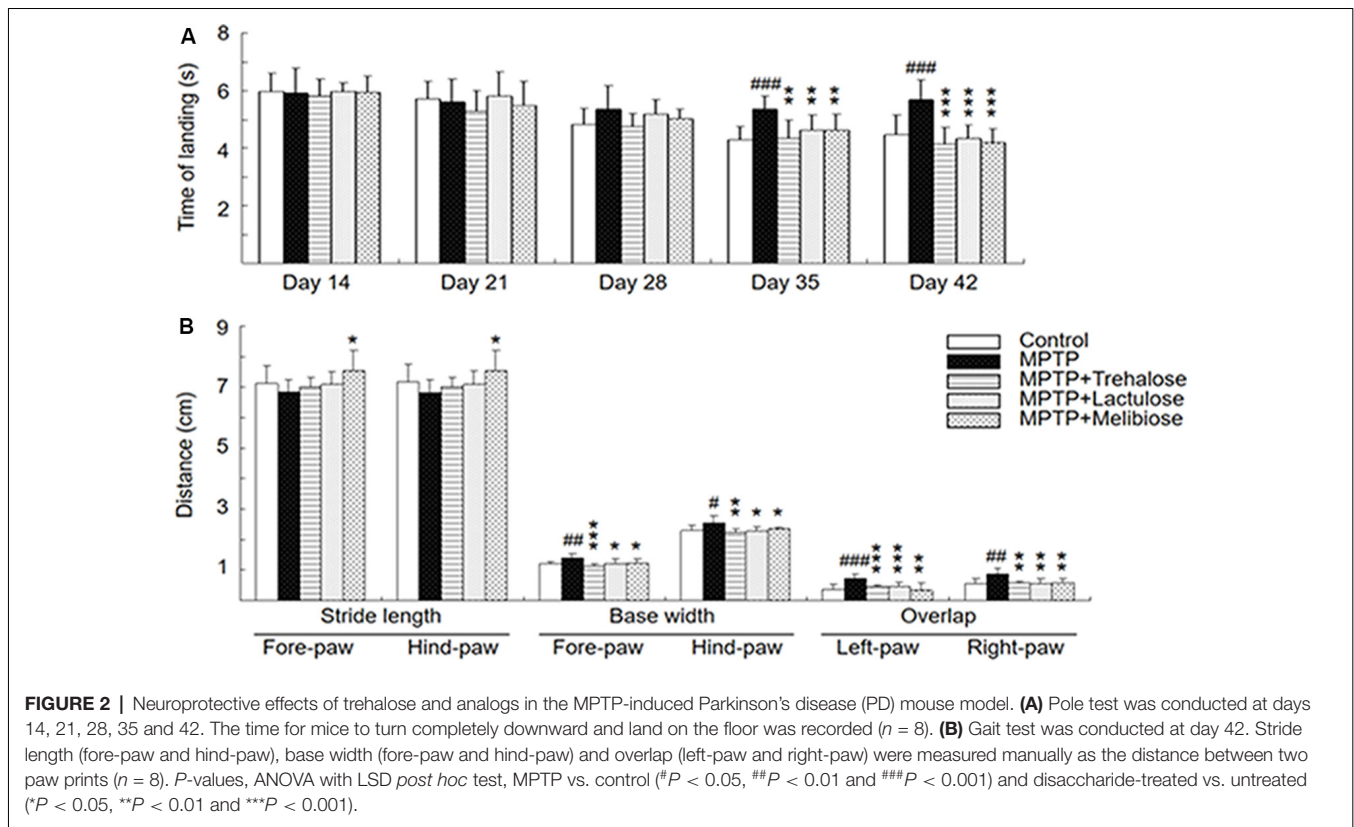 A
8
6
4
2
Time of landing (s)
###
★★
★★
★★
###
★★★
★★★
★★★
Day 14
Day 21
Day 28
Day 35
Day 42
B
9
7
5
3
1
Distance (cm)
★
★
##
★★★
★
★
#
★★
★
★
###
★★★
★★★
★★
##
★★
★★
★★
Control
MPTP
MPTP+Trehalose
MPTP+Lactulose
MPTP+Melibiose
Stride length
Base width
Overlap
Fore-paw
Hind-paw
Fore-paw
Hind-paw
Left-paw
Right-paw
FIGURE 2 | Neuroprotective effects of trehalose and analogs in the MPTP-induced Parkinson’s disease (PD) mouse model. (A) Pole test was conducted at days
14, 21, 28, 35 and 42. The time for mice to turn completely downward and land on the floor was recorded (n = 8). (B) Gait test was conducted at day 42. Stride
length (fore-paw and hind-paw), base width (fore-paw and hind-paw) and overlap (left-paw and right-paw) were measured manually as the distance between two
paw prints (n = 8). P-values, ANOVA with LSD post hoc test, MPTP vs. control (#P < 0.05, ##P < 0.01 and ###P < 0.001) and disaccharide-treated vs. untreated
(*P < 0.05, **P < 0.01 and ***P < 0.001).